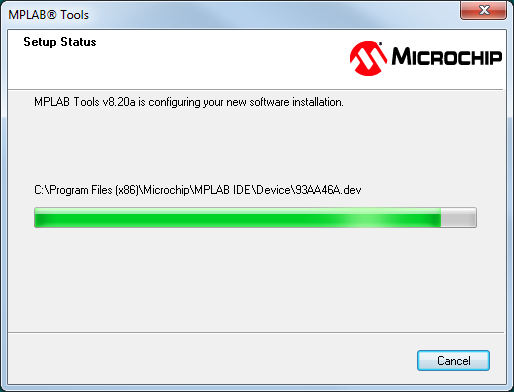 MPLAB® Tools
Setup Status
MICROCHIP
MPLAB Tools v8.20a is configuring your new software installation.
C:\Program Files (x86)\Microchip\MPLAB IDE\Device\93AA46A.dev
Cancel